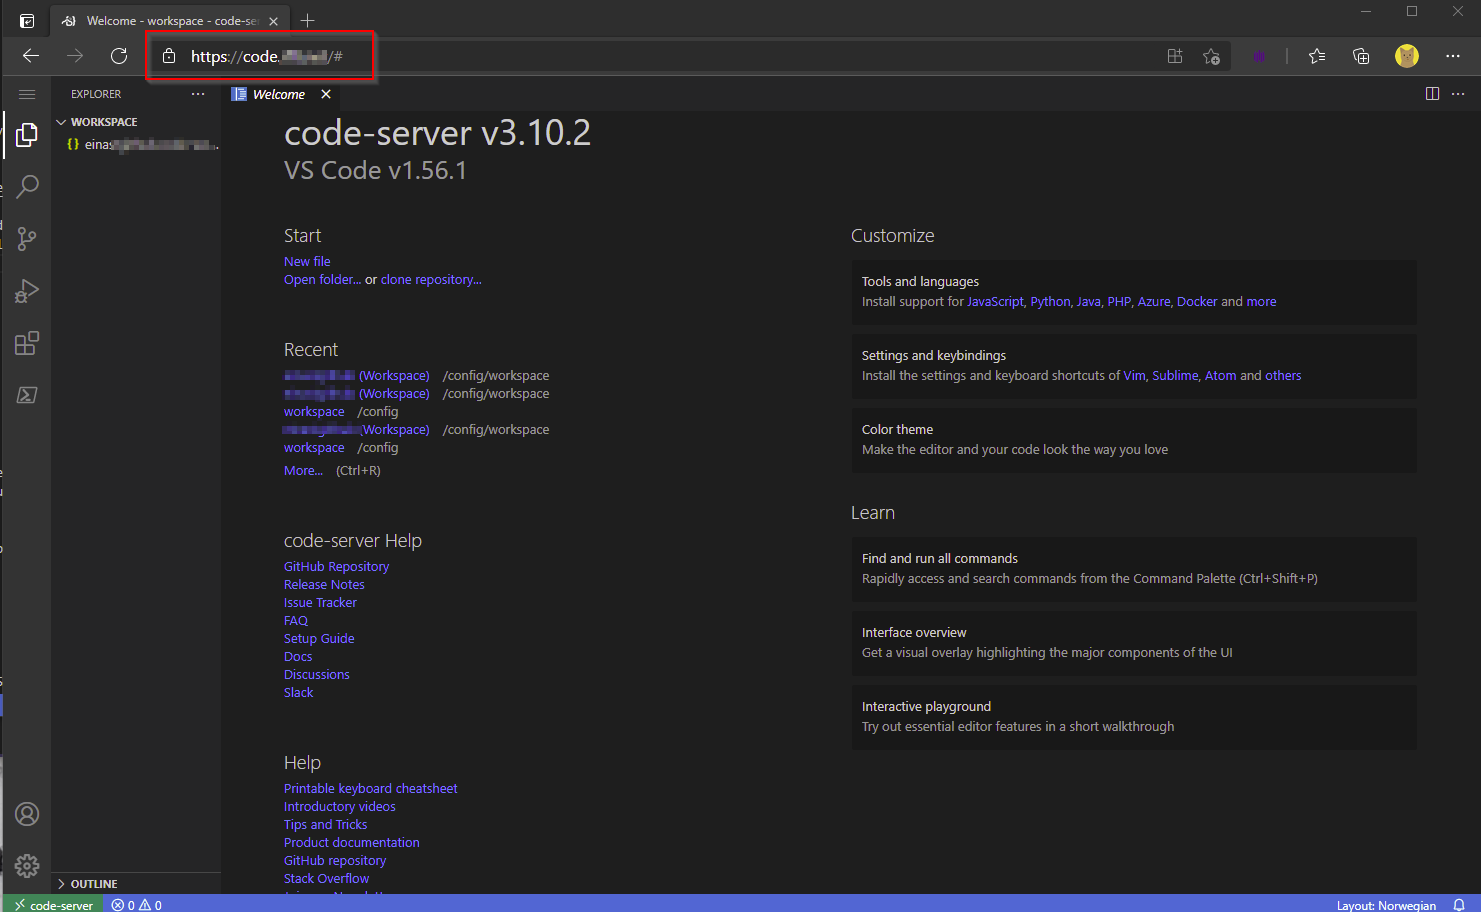 Welcome - workspace - code-se
https://code. /#
EXPLORER
Welcome
WORKSPACE
{} einas
code-server v3.10.2
VS Code v1.56.1
Start
New file
Open folder... or clone repository...
Recent
(Workspace) /config/workspace
(Workspace) /config/workspace
workspace /config
(Workspace) /config/workspace
workspace /config
More... (Ctrl+R)
code-server Help
GitHub Repository
Release Notes
Issue Tracker
FAQ
Setup Guide
Docs
Discussions
Slack
Help
Printable keyboard cheatsheet
Introductory videos
Tips and Tricks
Product documentation
GitHub repository
Stack Overflow
Customize
Tools and languages
Install support for JavaScript, Python, Java, PHP, Azure, Docker and more
Settings and keybindings
Install the settings and keyboard shortcuts of Vim, Sublime, Atom and others
Color theme
Make the editor and your code look the way you love
Learn
Find and run all commands
Rapidly access and search commands from the Command Palette (Ctrl+Shift+P)
Interface overview
Get a visual overlay highlighting the major components of the UI
Interactive playground
Try out essential editor features in a short walkthrough
OUTLINE
code-server 0 0
Layout: Norwegian